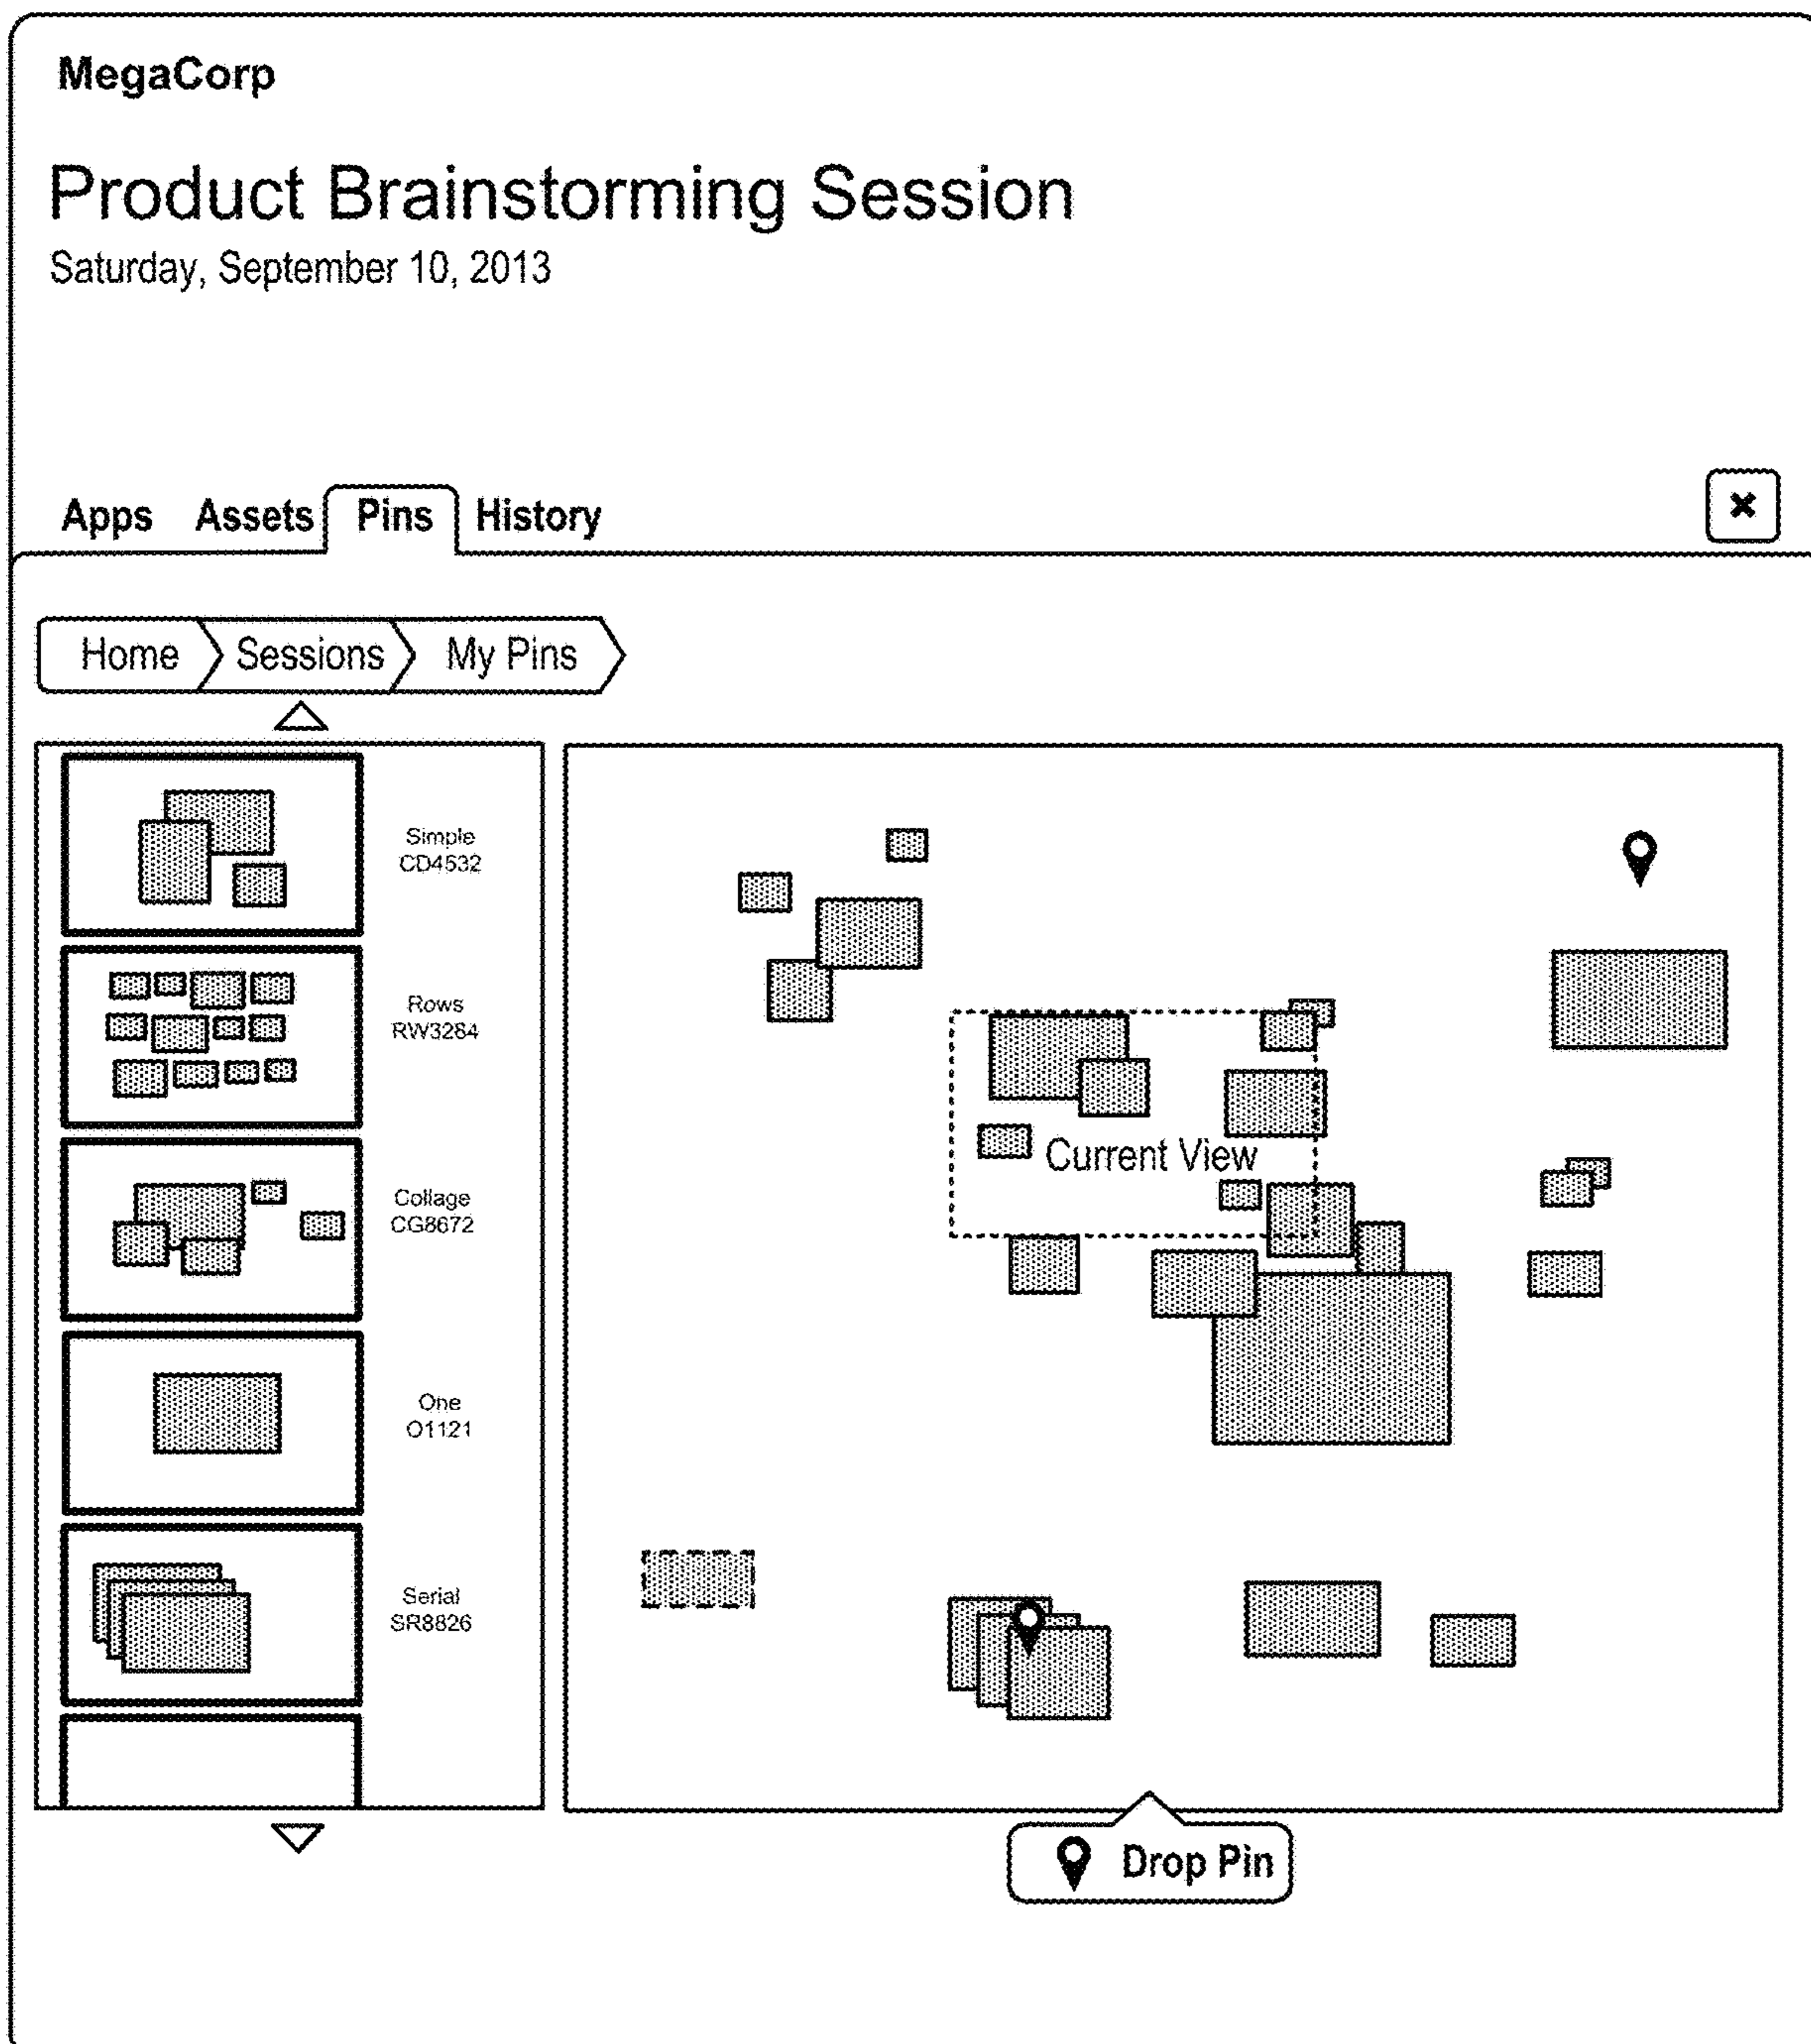 MegaCorp
Product Brainstorming Session
Saturday, September 10, 2013
Apps Assets Pins History
Home Sessions My Pins
Simple
CD4532
Rows
RW3284
Collage
CG8672
One
O1121
Serial
SR8826
Current View
Drop Pin